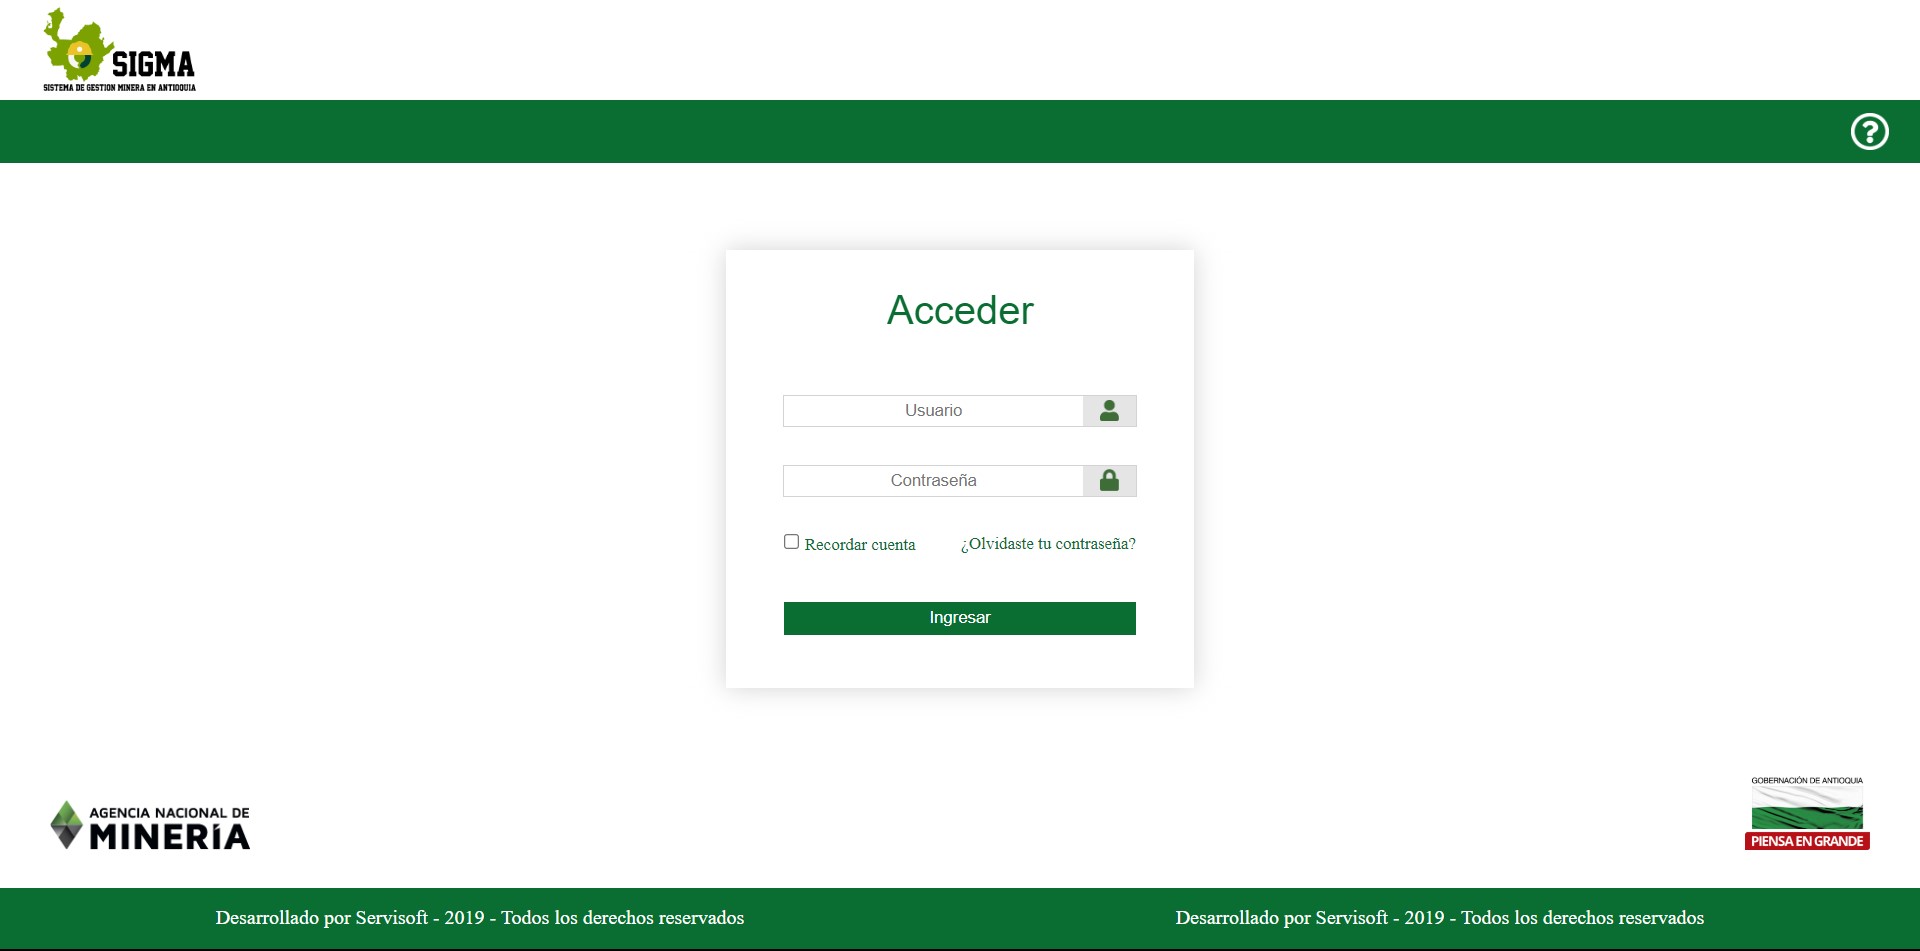 SIGMA
SISTEMA DE GESTION MINERA EN ANTIOQUIA
?
Acceder
Usuario
Contraseña
Recordar cuenta
¿Olvidaste tu contraseña?
Ingresar
GOBERNACIÓN DE ANTIOQUIA
PIENSA EN GRANDE
AGENCIA NACIONAL DE
MINERÍA
Desarrollado por Servisoft - 2019 - Todos los derechos reservados
Desarrollado por Servisoft - 2019 - Todos los derechos reservados